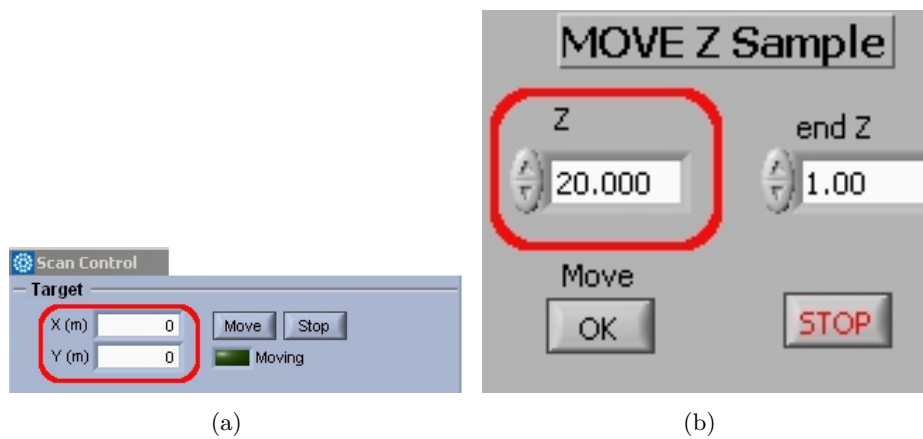 Scan Control
Target
X (m) 0 Move Stop
Y (m) 0 Moving
(a)
MOVE Z Sample
Z end Z
20.000 1.00
Move
OK STOP
(b)